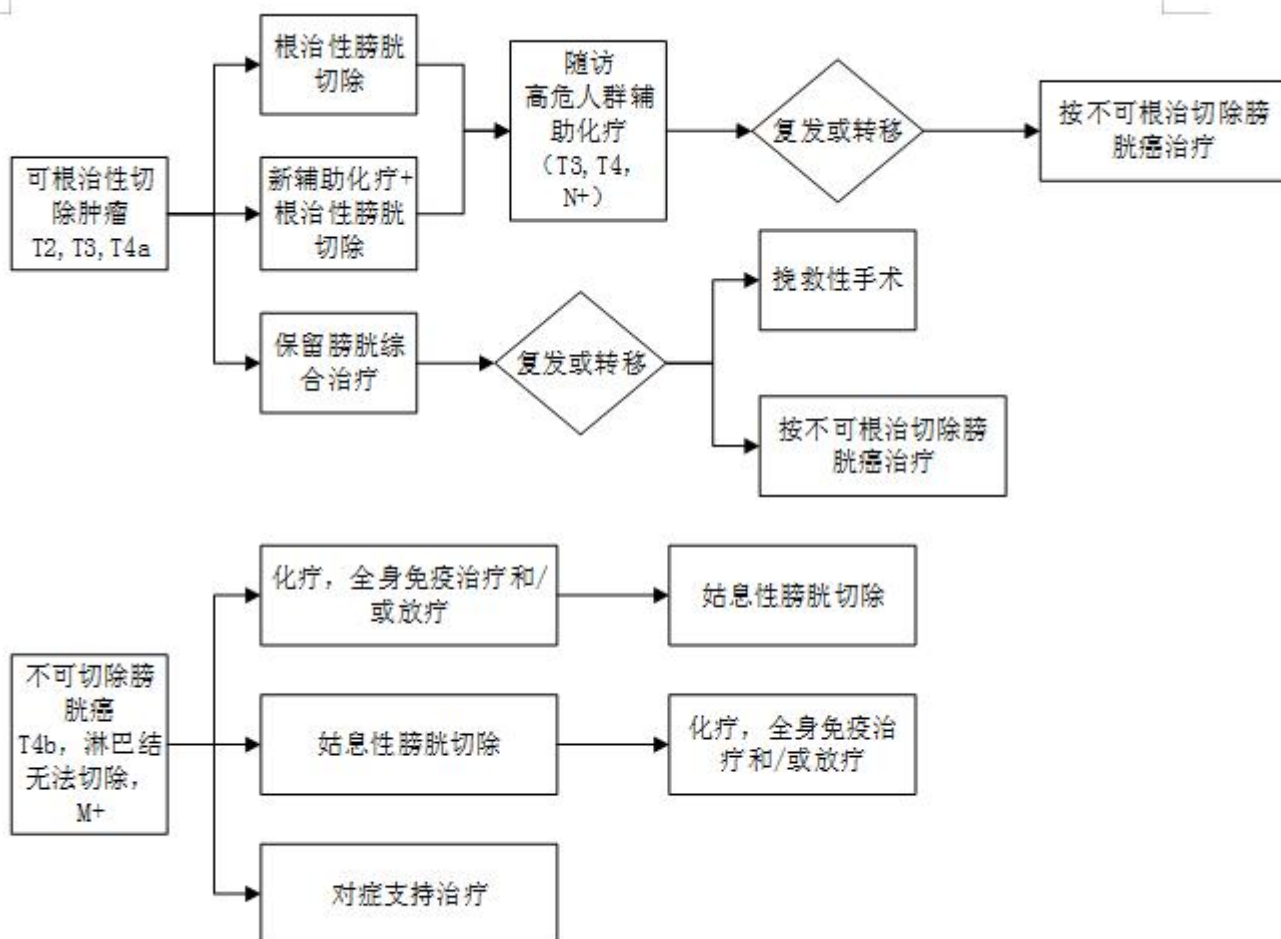 根治性膀胱
切除
随访
高危人群辅
助化疗
（T3,T4,
N+）
复发或转移
按不可根治切除膀
胱癌治疗
可根治性切
除肿瘤
T2,T3,T4a
新辅助化疗+
根治性膀胱
切除
挽救性手术
保留膀胱综
合治疗
复发或转移
按不可根治切除膀
胱癌治疗
化疗，全身免疫治疗和/
或放疗
姑息性膀胱切除
不可切除膀
胱癌
T4b，淋巴结
无法切除，
M+
姑息性膀胱切除
化疗，全身免疫治
疗和/或放疗
对症支持治疗